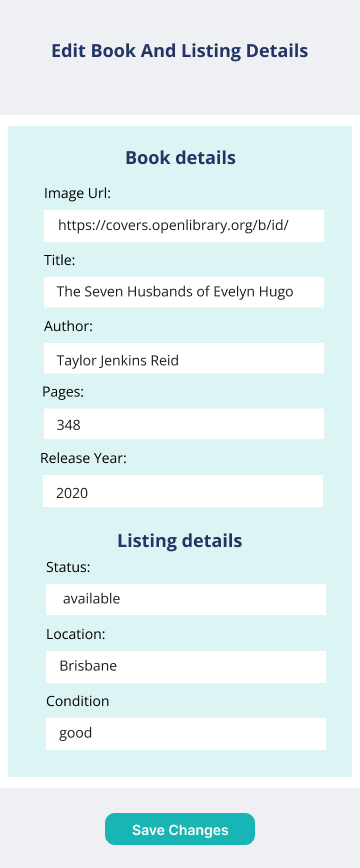 Edit Book And Listing Details
Book details
Image Url:
https://covers.openlibrary.org/b/id/
Title:
The Seven Husbands of Evelyn Hugo
Author:
Taylor Jenkins Reid
Pages:
348
Release Year:
2020
Listing details
Status:
available
Location:
Brisbane
Condition
good
Save Changes